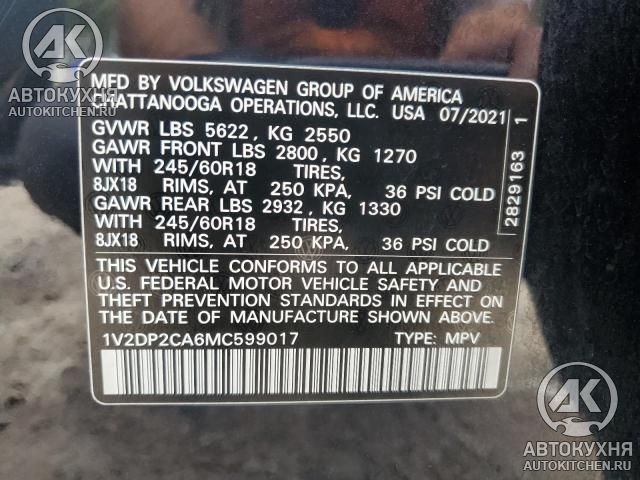 АК
АВТОКУХНЯ
AUTOKITCHEN.RU
MFD BY VOLKSWAGEN GROUP OF AMERICA
CHATTANOOGA OPERATIONS, LLC. USA 07/2021
GVWR LBS 5622, KG 2550
GAWR FRONT LBS 2800, KG 1270
WITH 245/60R18 TIRES,
8JX18 RIMS, AT 250 KPA, 36 PSI COLD
GAWR REAR LBS 2932, KG 1330
WITH 245/60R18 TIRES,
8JX18 RIMS, AT 250 KPA, 36 PSI COLD
2829163 1
THIS VEHICLE CONFORMS TO ALL APPLICABLE
U.S. FEDERAL MOTOR VEHICLE SAFETY AND
THEFT PREVENTION STANDARDS IN EFFECT ON
THE DATE OF MANUFACTURE SHOWN ABOVE.
1V2DP2CA6MC599017 TYPE: MPV
АК
АВТОКУХНЯ
AUTOKITCHEN.RU